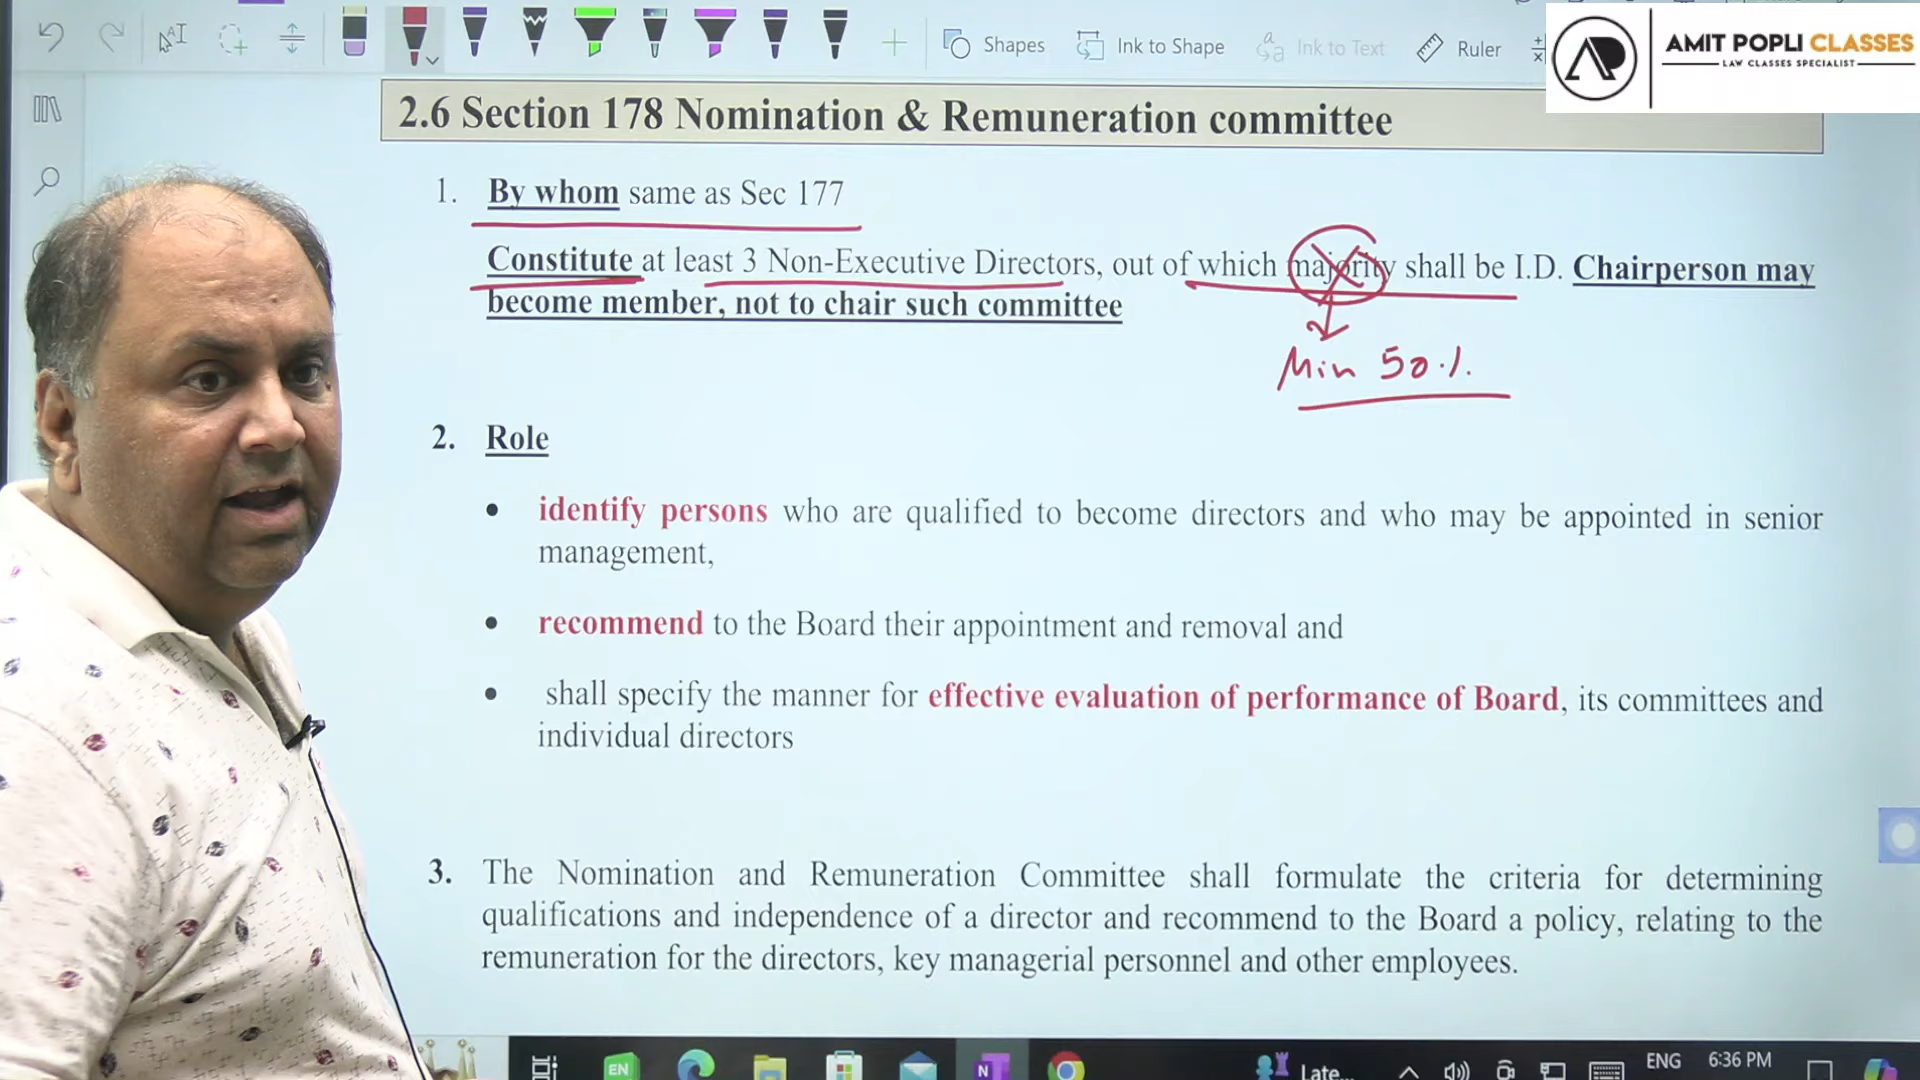 Shapes
Ink to Shape
Ink to Text
Ruler
AMIT POPLI CLASSES
LAW CLASSES SPECIALIST
2.6 Section 178 Nomination & Remuneration committee
1. By whom same as Sec 177
Constitute at least 3 Non-Executive Directors, out of which majority shall be I.D. Chairperson may
become member, not to chair such committee
Min 50%
2. Role
• identify persons who are qualified to become directors and who may be appointed in senior
management,
• recommend to the Board their appointment and removal and
• shall specify the manner for effective evaluation of performance of Board, its committees and
individual directors
3. The Nomination and Remuneration Committee shall formulate the criteria for determining
qualifications and independence of a director and recommend to the Board a policy, relating to the
remuneration for the directors, key managerial personnel and other employees.
EN
N
Late...
ENG
6:36 PM